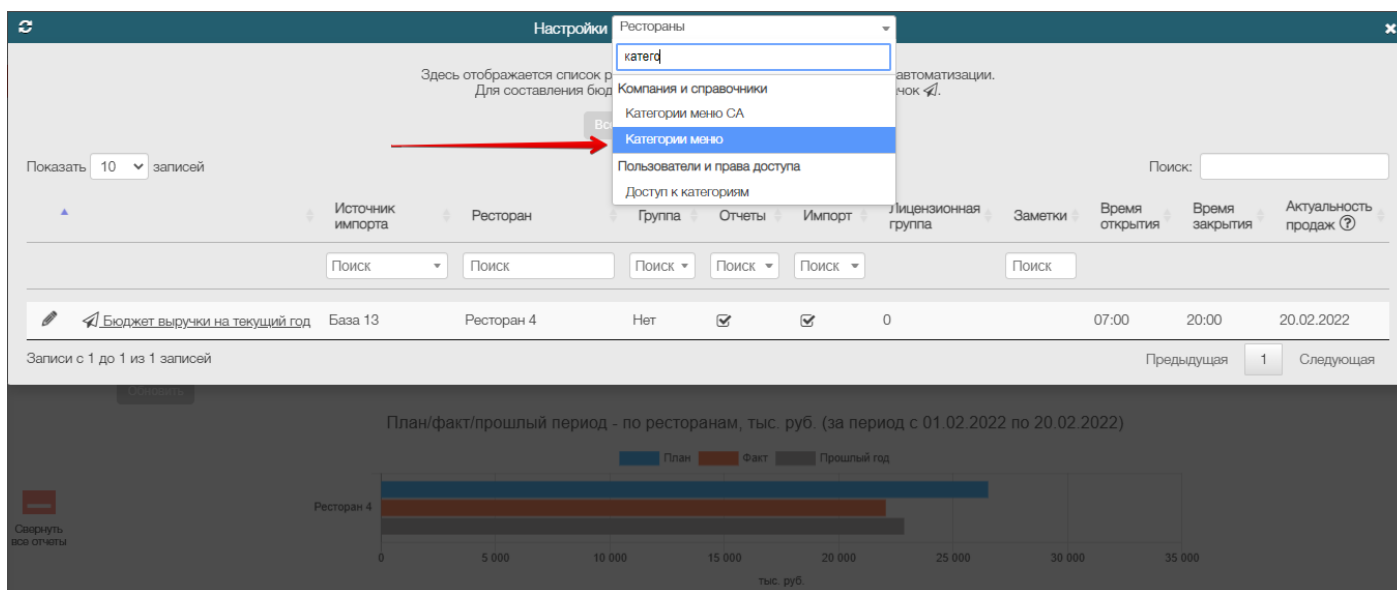 Настройки Рестораны
катего
Здесь отображается список р автоматизации.
Для составления бюд чок
Компания и справочники
Категории меню СА
Все
Категории меню
Пользователи и права доступа
Доступ к категориям
Показать 10 записей Поиск:
Источник импорта Ресторан Группа Отчеты Импорт Лицензионная группа Заметки Время открытия Время закрытия Актуальность продаж ?
Поиск Поиск Поиск Поиск Поиск Поиск
Бюджет выручки на текущий год База 13 Ресторан 4 Нет 0 07:00 20:00 20.02.2022
Записи с 1 до 1 из 1 записей Предыдущая 1 Следующая
Обновить
План/факт/прошлый период - по ресторанам, тыс. руб. (за период с 01.02.2022 по 20.02.2022)
План Факт Прошлый год
Ресторан 4
Свернуть
все отчеты
0 5 000 10 000 15 000 20 000 25 000 30 000 35 000
тыс. руб.